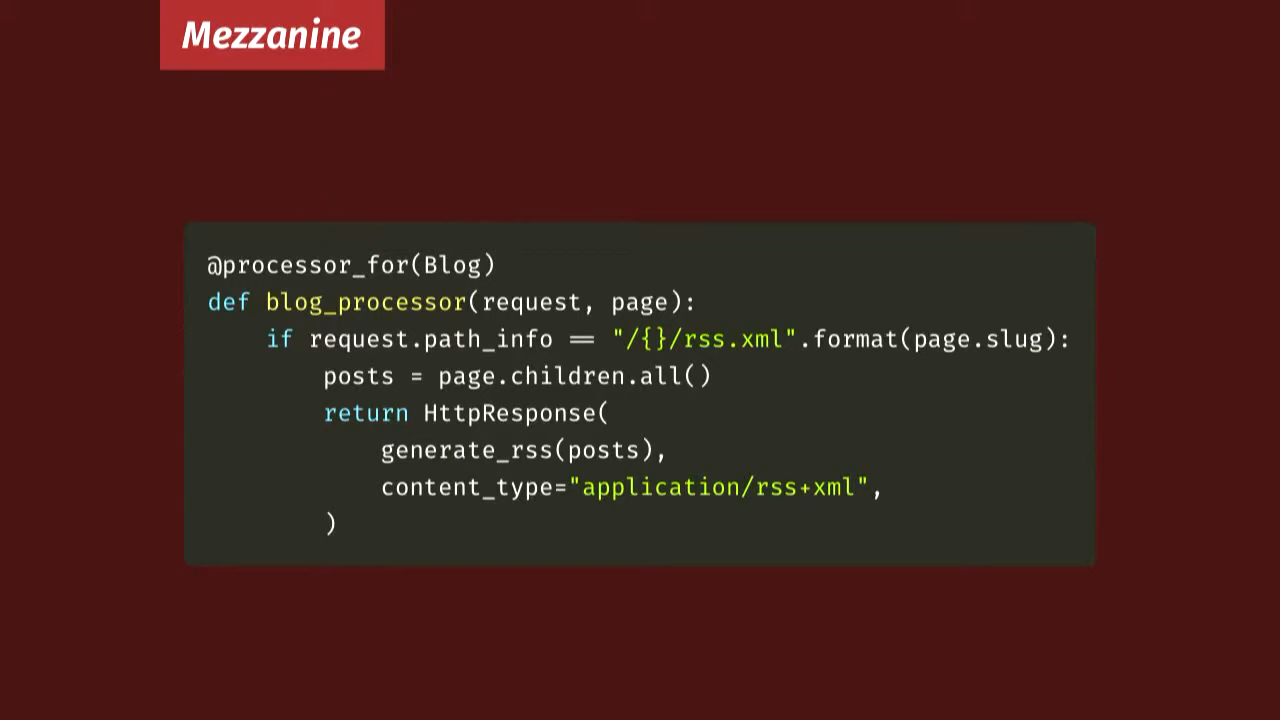 Mezzanine
@processor_for(Blog)
def blog_processor(request, page):
    if request.path_info == "/{}/rss.xml".format(page.slug):
        posts = page.children.all()
        return HttpResponse(
            generate_rss(posts),
            content_type="application/rss+xml",
        )